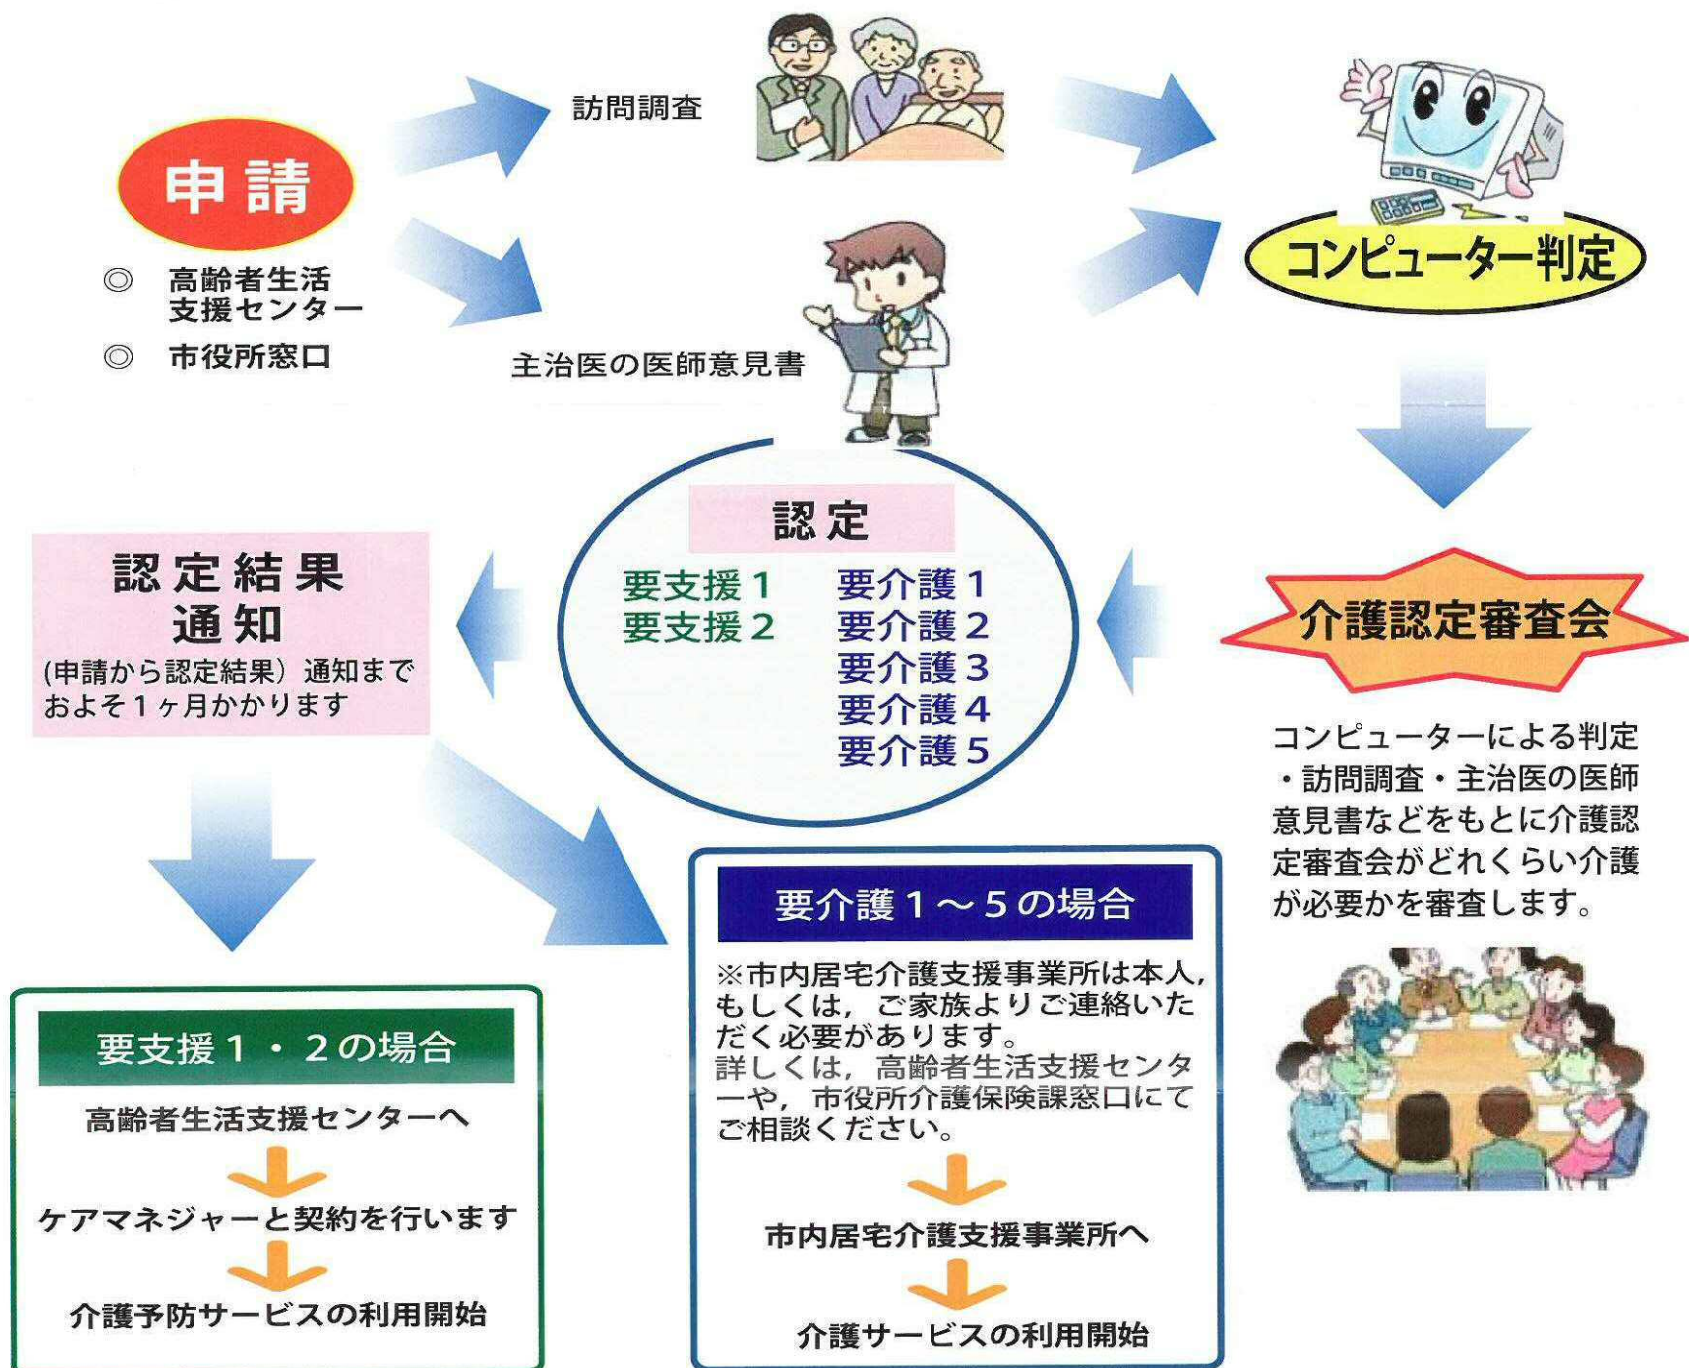 申請
◎ 高齢者生活
支援センター
◎ 市役所窓口
訪問調査
主治医の医師意見書
コンピューター判定
介護認定審査会
コンピューターによる判定
・訪問調査・主治医の医師
意見書などをもとに介護認
定審査会がどれくらい介護
が必要かを審査します。
認定
要支援1
要支援2
要介護1
要介護2
要介護3
要介護4
要介護5
認定結果
通知
(申請から認定結果)通知まで
およそ1ヶ月かかります
要支援1・2の場合
高齢者生活支援センターへ
ケアマネジャーと契約を行います
介護予防サービスの利用開始
要介護1～5の場合
※市内居宅介護支援事業所は本人,
もしくは,ご家族よりご連絡いた
だく必要があります。
詳しくは,高齢者生活支援センタ
ーや,市役所介護保険課窓口にて
ご相談ください。
市内居宅介護支援事業所へ
介護サービスの利用開始